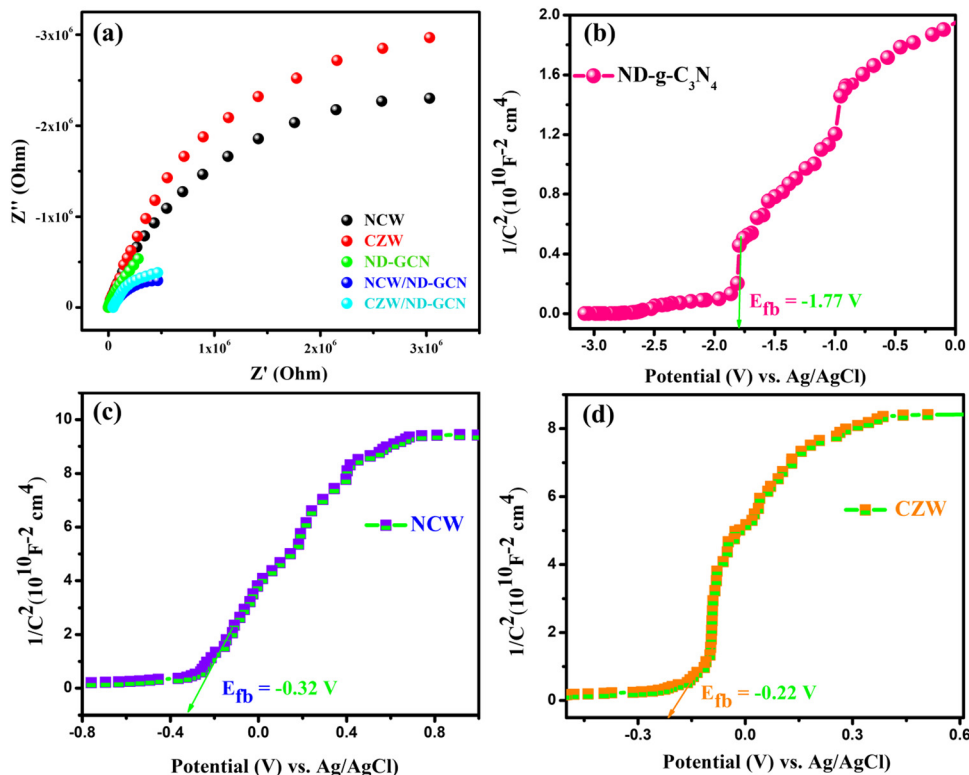 (a)
-3x10⁶
-2x10⁶
-1x10⁶
0
Z'' (Ohm)
NCW
CZW
ND-GCN
NCW/ND-GCN
CZW/ND-GCN
0 1x10⁶ 2x10⁶ 3x10⁶
Z' (Ohm)
(b)
2.0
1.6
1.2
0.8
0.4
0.0
1/C²(10¹⁰F⁻² cm⁴)
ND-g-C₃N₄
E_fb = -1.77 V
-3.0 -2.5 -2.0 -1.5 -1.0 -0.5 0.0
Potential (V) vs. Ag/AgCl
(c)
10
8
6
4
2
0
1/C²(10¹⁰F⁻² cm⁴)
NCW
E_fb = -0.32 V
-0.8 -0.4 0.0 0.4 0.8
Potential (V) vs. Ag/AgCl
(d)
8
6
4
2
0
1/C²(10¹⁰F⁻² cm⁴)
CZW
E_fb = -0.22 V
-0.3 0.0 0.3 0.6
Potential (V) vs. Ag/AgCl